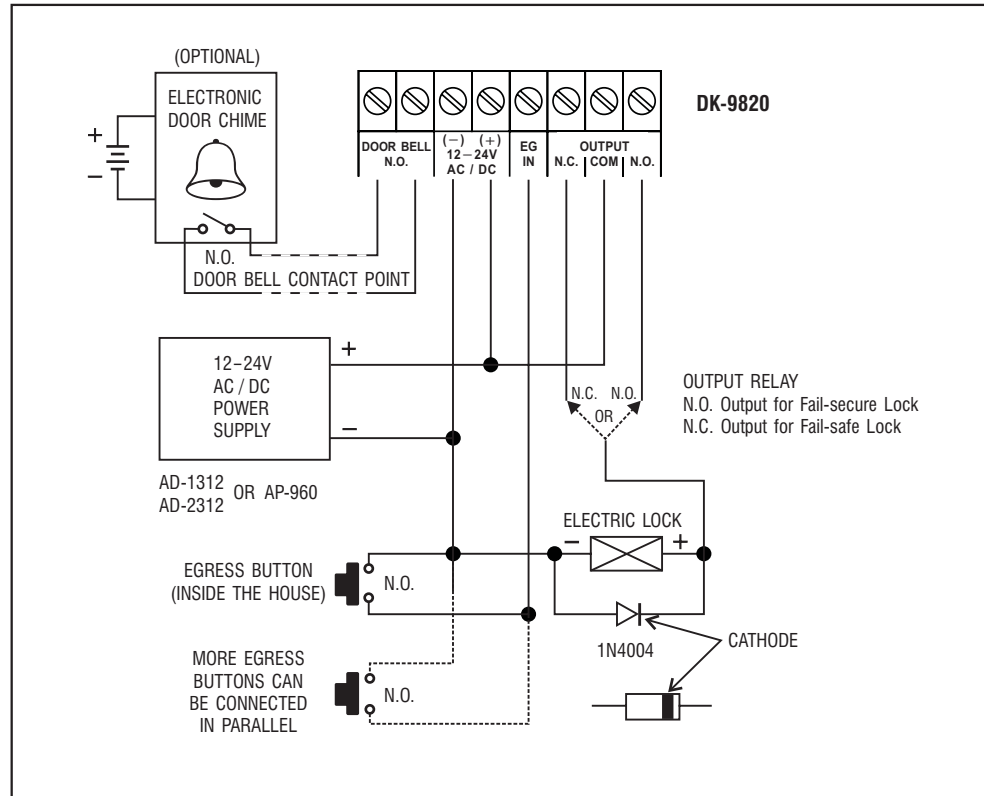 (OPTIONAL)
ELECTRONIC
DOOR CHIME
+
−
N.O.
DOOR BELL CONTACT POINT
DK-9820
DOOR BELL
N.O.
(−) (+)
12−24V
AC / DC
EG
IN
OUTPUT
N.C. COM N.O.
12−24V
AC / DC
POWER
SUPPLY
+
−
AD-1312
AD-2312
OR AP-960
N.C. N.O.
OR
OUTPUT RELAY
N.O. Output for Fail-secure Lock
N.C. Output for Fail-safe Lock
ELECTRIC LOCK
− +
EGRESS BUTTON
(INSIDE THE HOUSE)
N.O.
1N4004
CATHODE
MORE EGRESS
BUTTONS CAN
BE CONNECTED
IN PARALLEL
N.O.